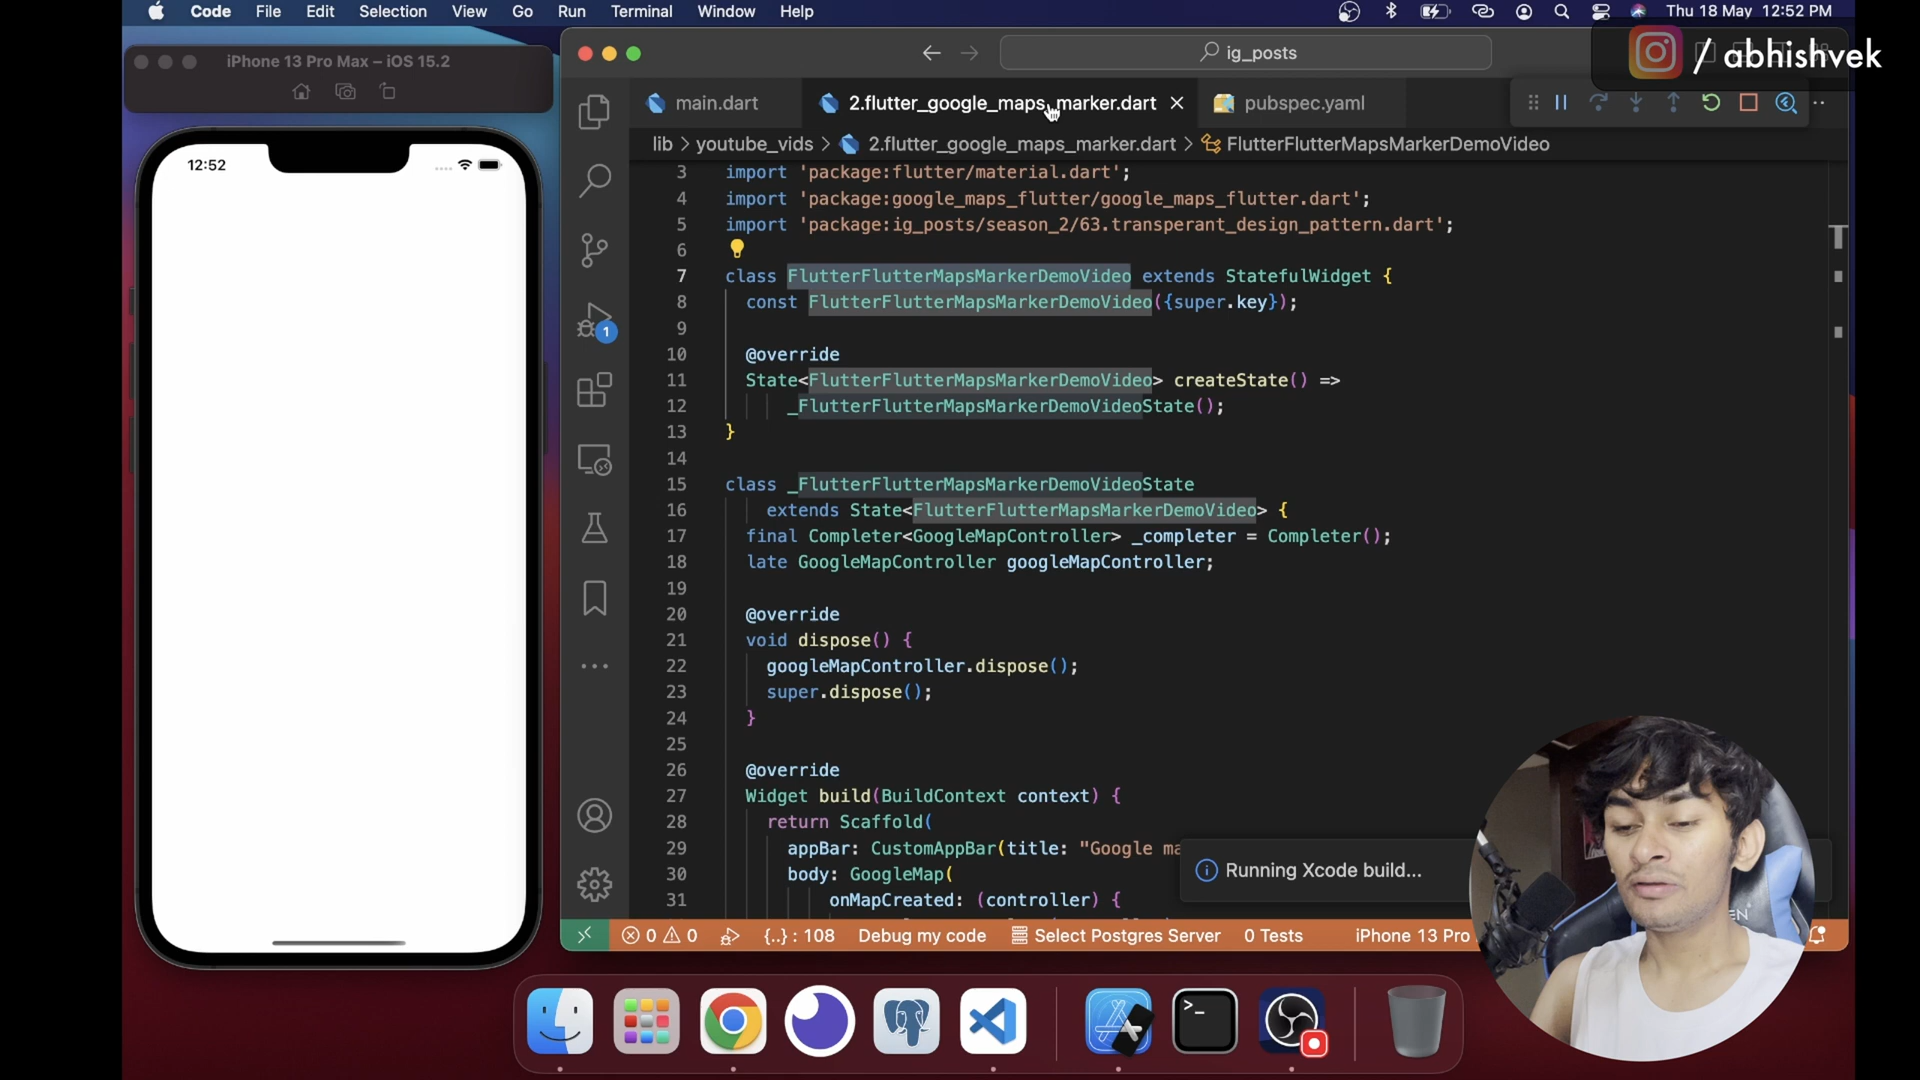 Code File Edit Selection View Go Run Terminal Window Help
Thu 18 May 12:52 PM
/ abhishvek
iPhone 13 Pro Max – iOS 15.2
12:52
ig_posts
main.dart
2.flutter_google_maps_marker.dart
pubspec.yaml
lib > youtube_vids > 2.flutter_google_maps_marker.dart > FlutterFlutterMapsMarkerDemoVideo
1
3 import 'package:flutter/material.dart';
4 import 'package:google_maps_flutter/google_maps_flutter.dart';
5 import 'package:ig_posts/season_2/63.transperant_design_pattern.dart';
6
7 class FlutterFlutterMapsMarkerDemoVideo extends StatefulWidget {
8 const FlutterFlutterMapsMarkerDemoVideo({super.key});
9
10 @override
11 State<FlutterFlutterMapsMarkerDemoVideo> createState() =>
12 _FlutterFlutterMapsMarkerDemoVideoState();
13 }
14
15 class _FlutterFlutterMapsMarkerDemoVideoState
16 extends State<FlutterFlutterMapsMarkerDemoVideo> {
17 final Completer<GoogleMapController> _completer = Completer();
18 late GoogleMapController googleMapController;
19
20 @override
21 void dispose() {
22 googleMapController.dispose();
23 super.dispose();
24 }
25
26 @override
27 Widget build(BuildContext context) {
28 return Scaffold(
29 appBar: CustomAppBar(title: "Google ma
30 body: GoogleMap(
31 onMapCreated: (controller) {
Running Xcode build...
0 0 {..} : 108 Debug my code Select Postgres Server 0 Tests iPhone 13 Pro